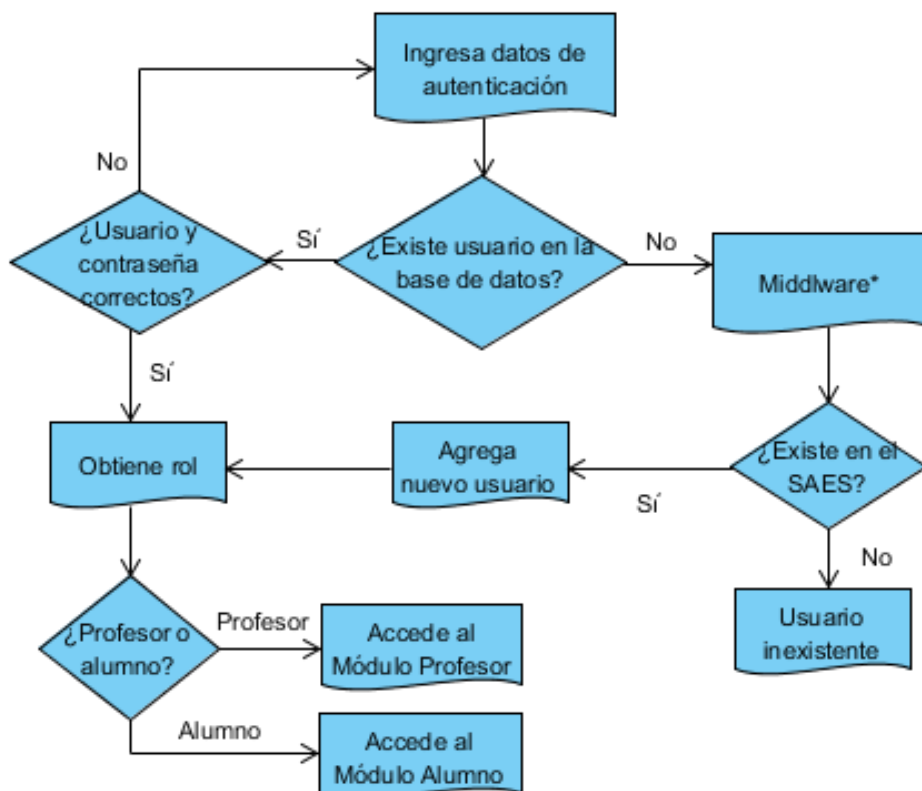 Ingresa datos de
autenticación
No
¿Usuario y
contraseña
correctos?
Sí
¿Existe usuario en la
base de datos?
No
Middlware*
Sí
Obtiene rol
Agrega
nuevo usuario
Sí
¿Existe en el
SAES?
No
¿Profesor o
alumno?
Profesor
Accede al
Módulo Profesor
Usuario
inexistente
Alumno
Accede al
Módulo Alumno